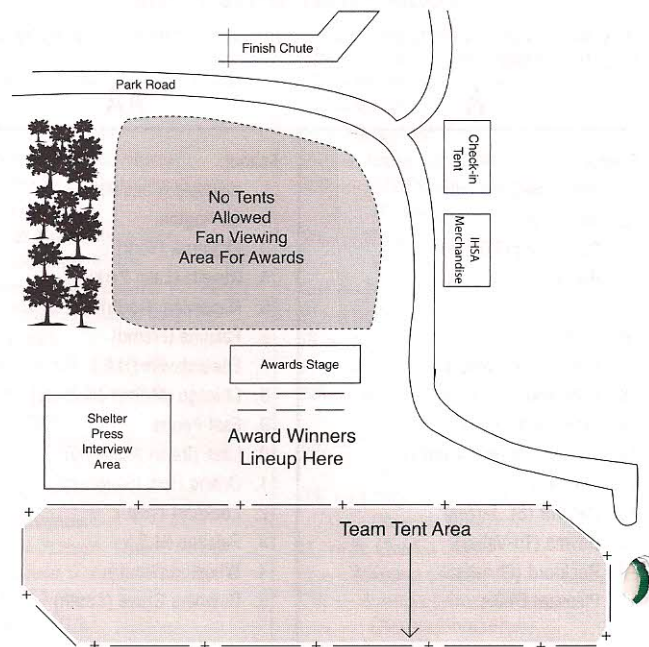 Finish Chute
Park Road
Check-in
Tent
IHSA
Merchandise
No Tents
Allowed
Fan Viewing
Area For Awards
Awards Stage
Shelter
Press
Interview
Area
Award Winners
Lineup Here
Team Tent Area